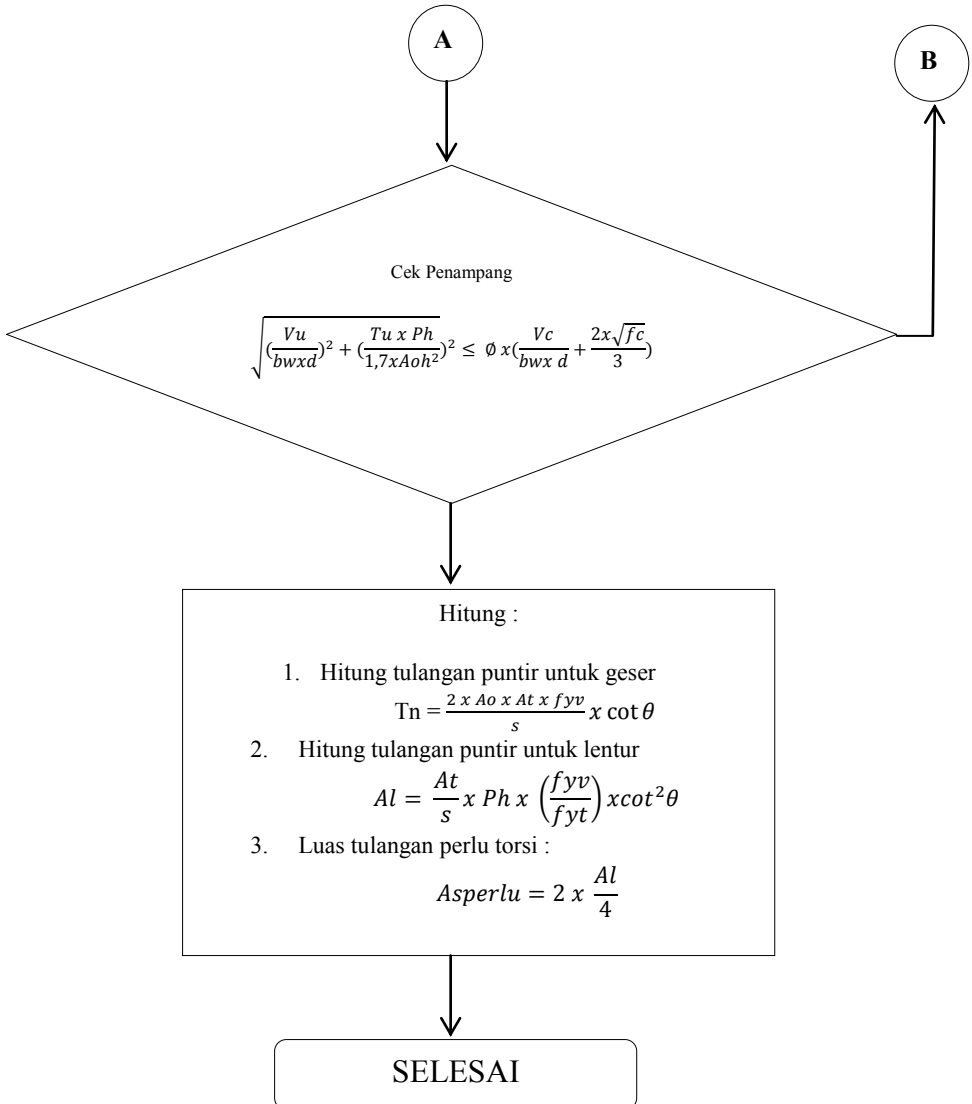 A
B
Cek Penampang
√((Vu/bwxd)² + (Tu x Ph/1,7xAoh²)² ≤ ∅ x(Vc/bwx d + 2x√fc/3)
Hitung :
1. Hitung tulangan puntir untuk geser
Tn = 2 x Ao x At x fyv/s x cot θ
2. Hitung tulangan puntir untuk lentur
Al = At/s x Ph x (fyv/fyt) xcot²θ
3. Luas tulangan perlu torsi :
Asperlu = 2 x Al/4
SELESAI